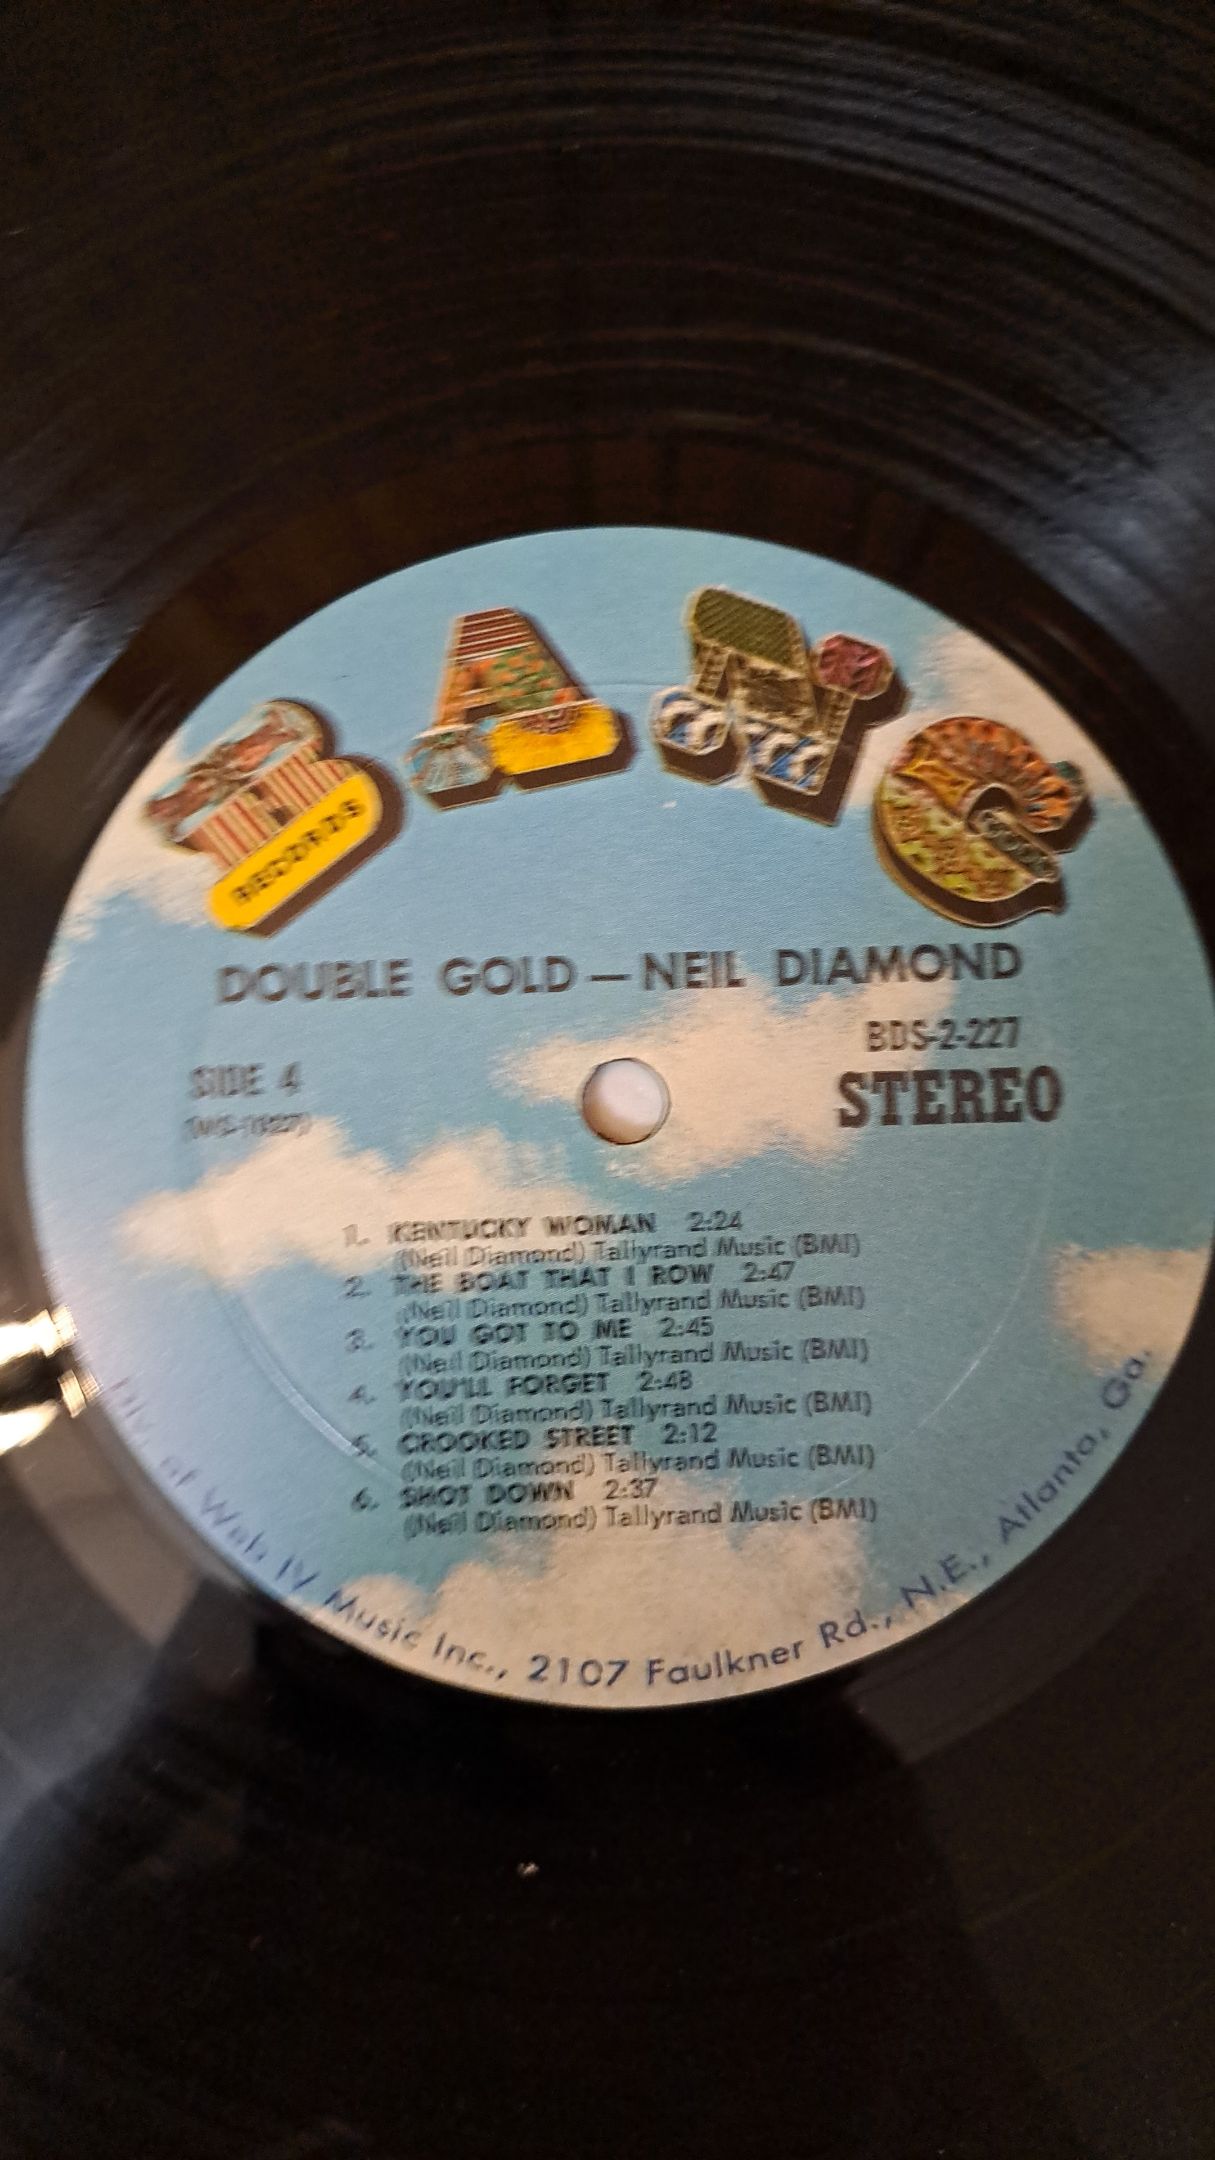 BANG
RECORDS
DOUBLE GOLD — NEIL DIAMOND
BDS-2-227
SIDE 4
STEREO
1. KENTUCKY WOMAN 2:24
(Neil Diamond) Tallyrand Music (BMI)
2. THE BOAT THAT I ROW 2:47
(Neil Diamond) Tallyrand Music (BMI)
3. YOU GOT TO ME 2:45
(Neil Diamond) Tallyrand Music (BMI)
4. YOU'LL FORGET 2:48
(Neil Diamond) Tallyrand Music (BMI)
5. CROOKED STREET 2:12
(Neil Diamond) Tallyrand Music (BMI)
6. SHOT DOWN 2:37
(Neil Diamond) Tallyrand Music (BMI)
of Web IV Music Inc., 2107 Faulkner Rd., N.E., Atlanta, Ga.